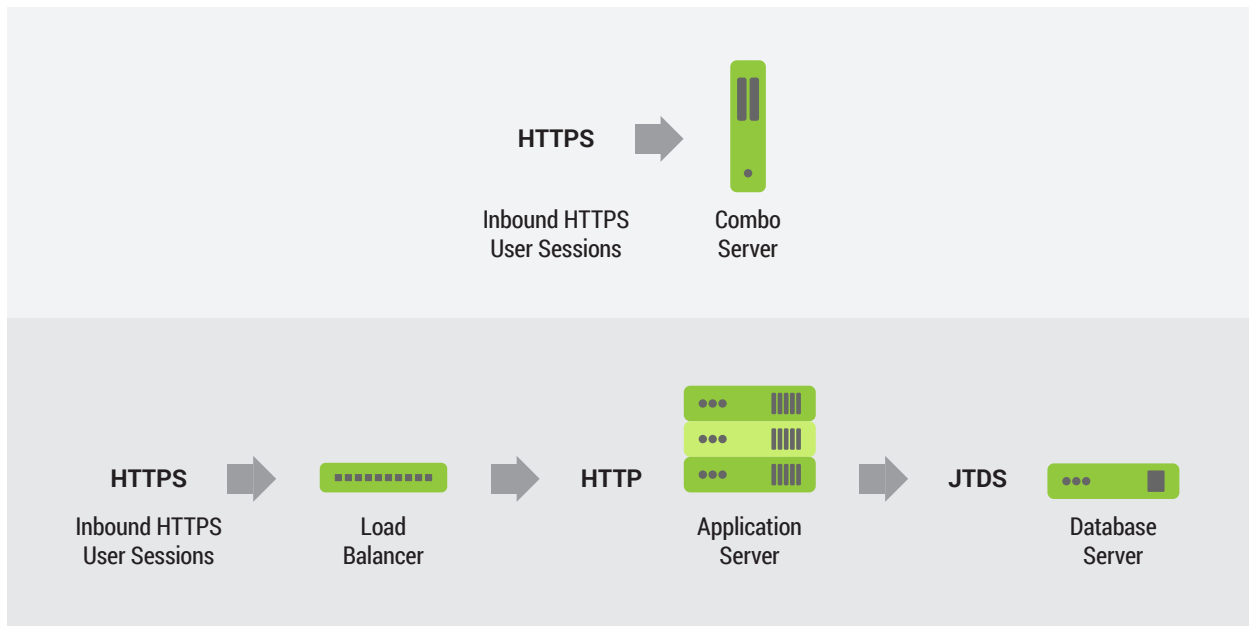 HTTPS
Inbound HTTPS
User Sessions
Combo
Server
HTTPS
Inbound HTTPS
User Sessions
Load
Balancer
HTTP
Application
Server
JTDS
Database
Server